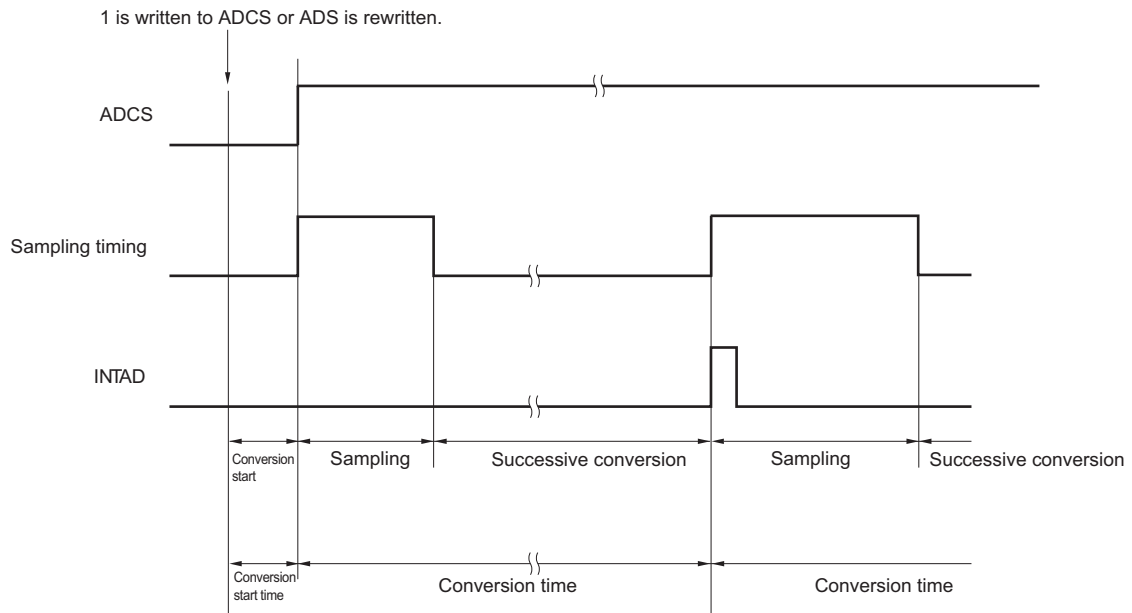 1 is written to ADCS or ADS is rewritten.
ADCS
Sampling timing
INTAD
Conversion
start
Sampling
Successive conversion
Sampling
Successive conversion
Conversion
start time
Conversion time
Conversion time